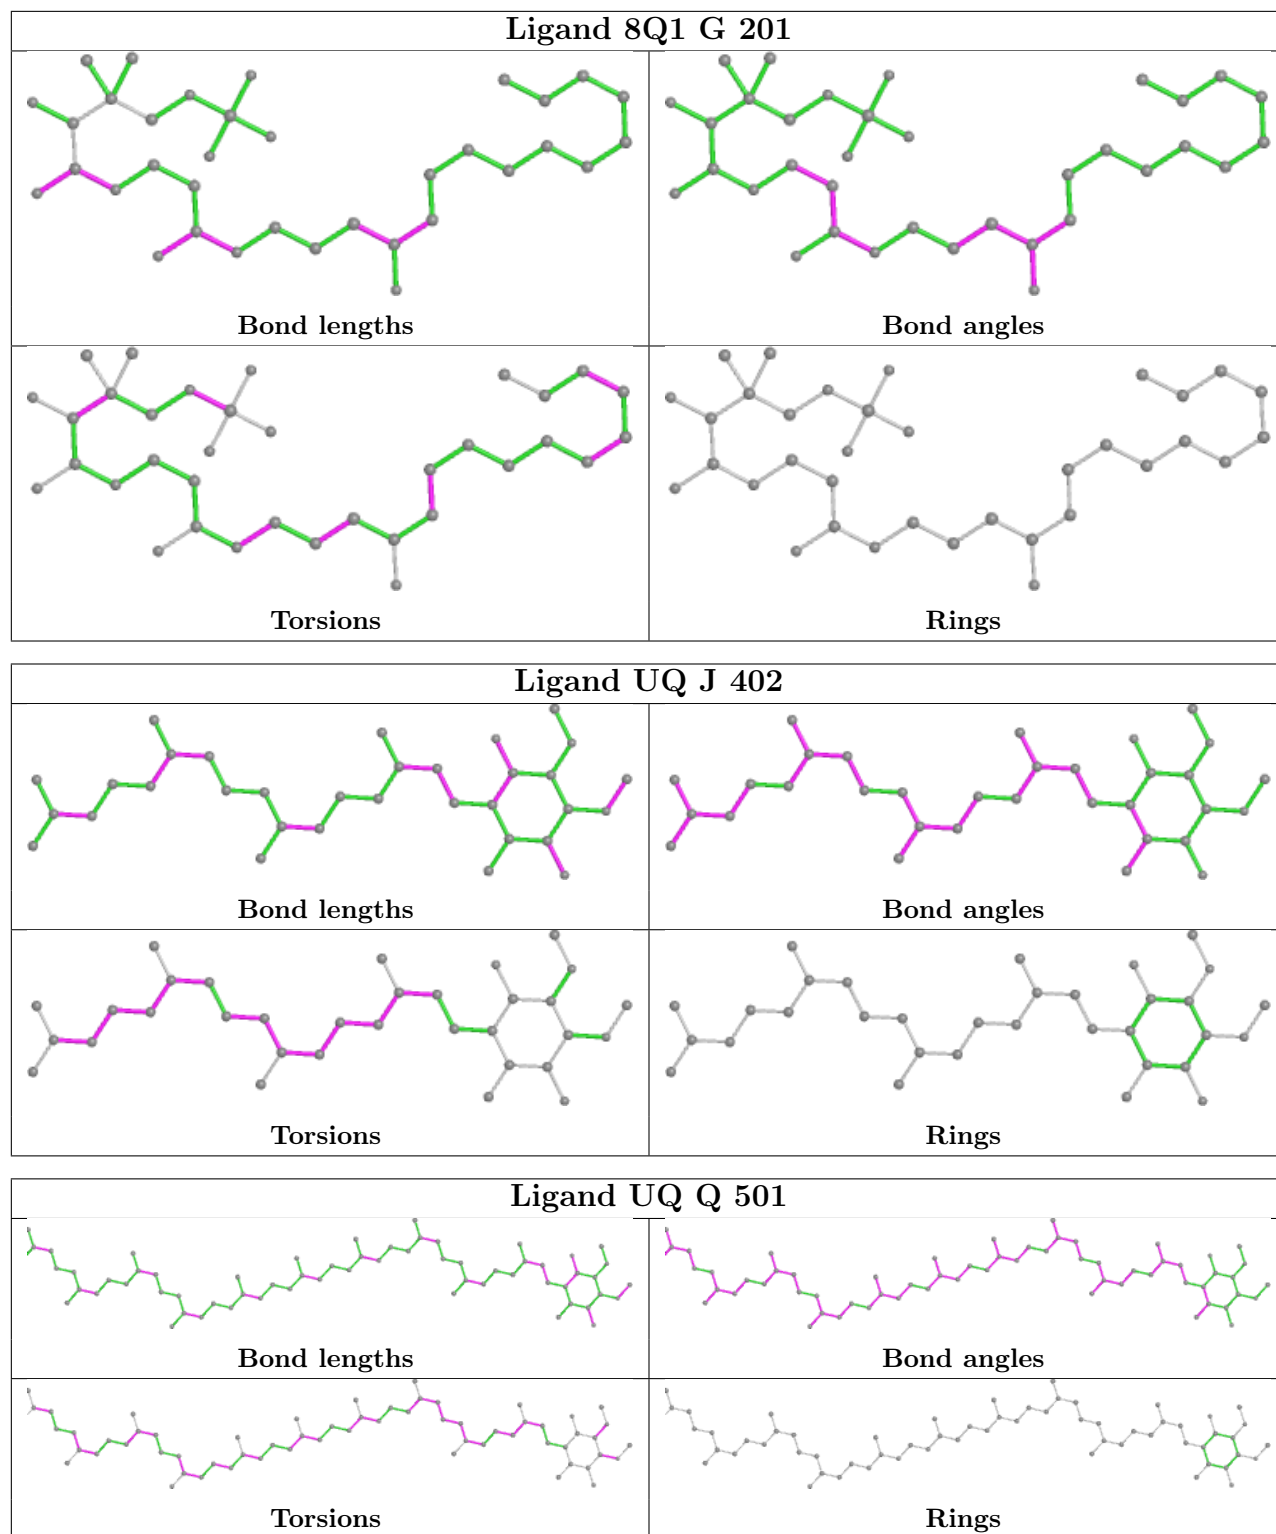 Ligand 8Q1 G 201
Bond lengths
Bond angles
Torsions
Rings
Ligand UQ J 402
Bond lengths
Bond angles
Torsions
Rings
Ligand UQ Q 501
Bond lengths
Bond angles
Torsions
Rings